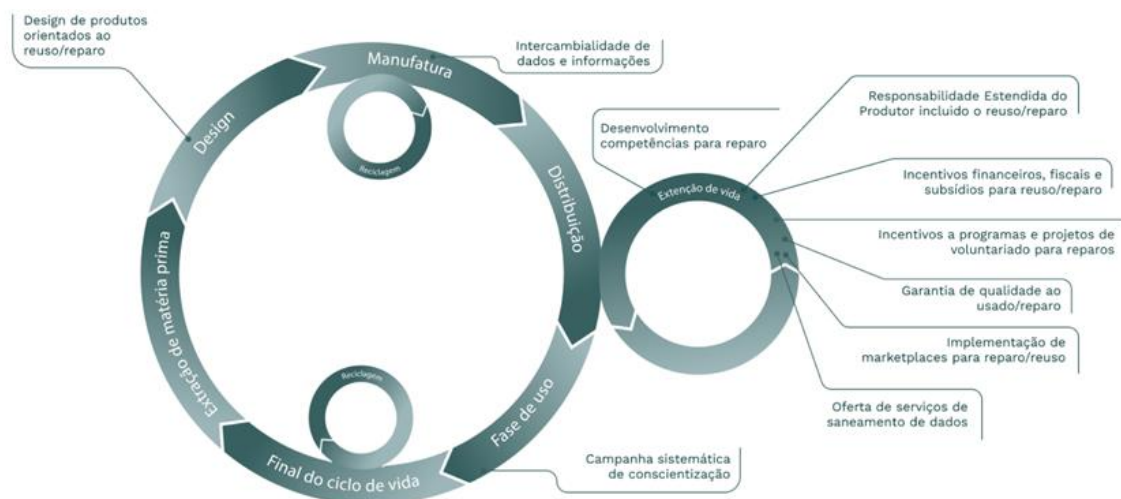 Design de produtos
orientados ao
reuso/reparo
Manufatura
Intercambialidade de
dados e informações
Design
Reciclagem
Distribuição
Extração de matéria prima
Reciclagem
Final do ciclo de vida
Fase de uso
Campanha sistemática
de conscientização
Desenvolvimento
competências para reparo
Extenção de vida
Responsabilidade Estendida do
Produtor incluido o reuso/reparo
Incentivos financeiros, fiscais e
subsídios para reuso/reparo
Incentivos a programas e projetos de
voluntariado para reparos
Garantia de qualidade ao
usado/reparo
Implementação de
marketplaces para reparo/reuso
Oferta de serviços de
saneamento de dados